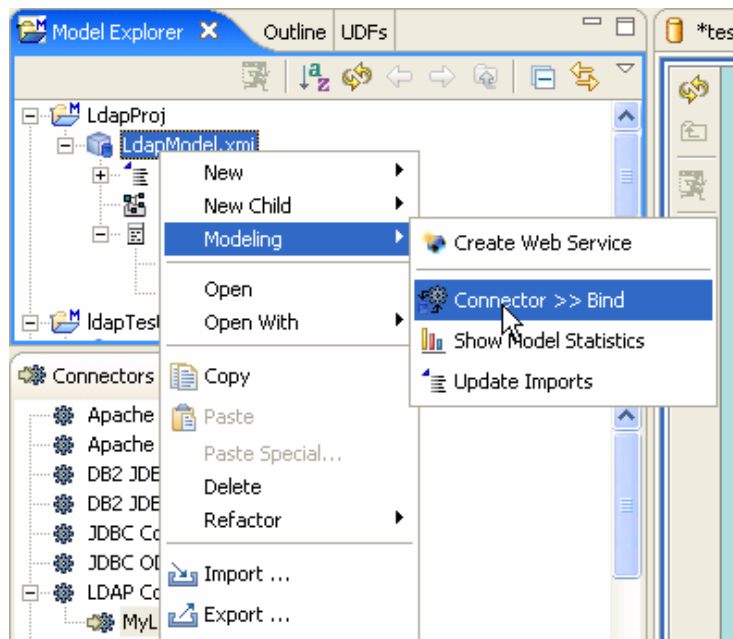 Model Explorer Outline UDFs *tes
LdapProj
LdapModel.xmi
New
New Child
Modeling
Create Web Service
Open
Connector >> Bind
ldapTest
Open With
Show Model Statistics
Connectors
Copy
Update Imports
Apache
Paste
Apache
Paste Special...
DB2 JDB
Delete
DB2 JDB
Refactor
JDBC Co
JDBC OD
Import ...
LDAP Co
MyL
Export ...